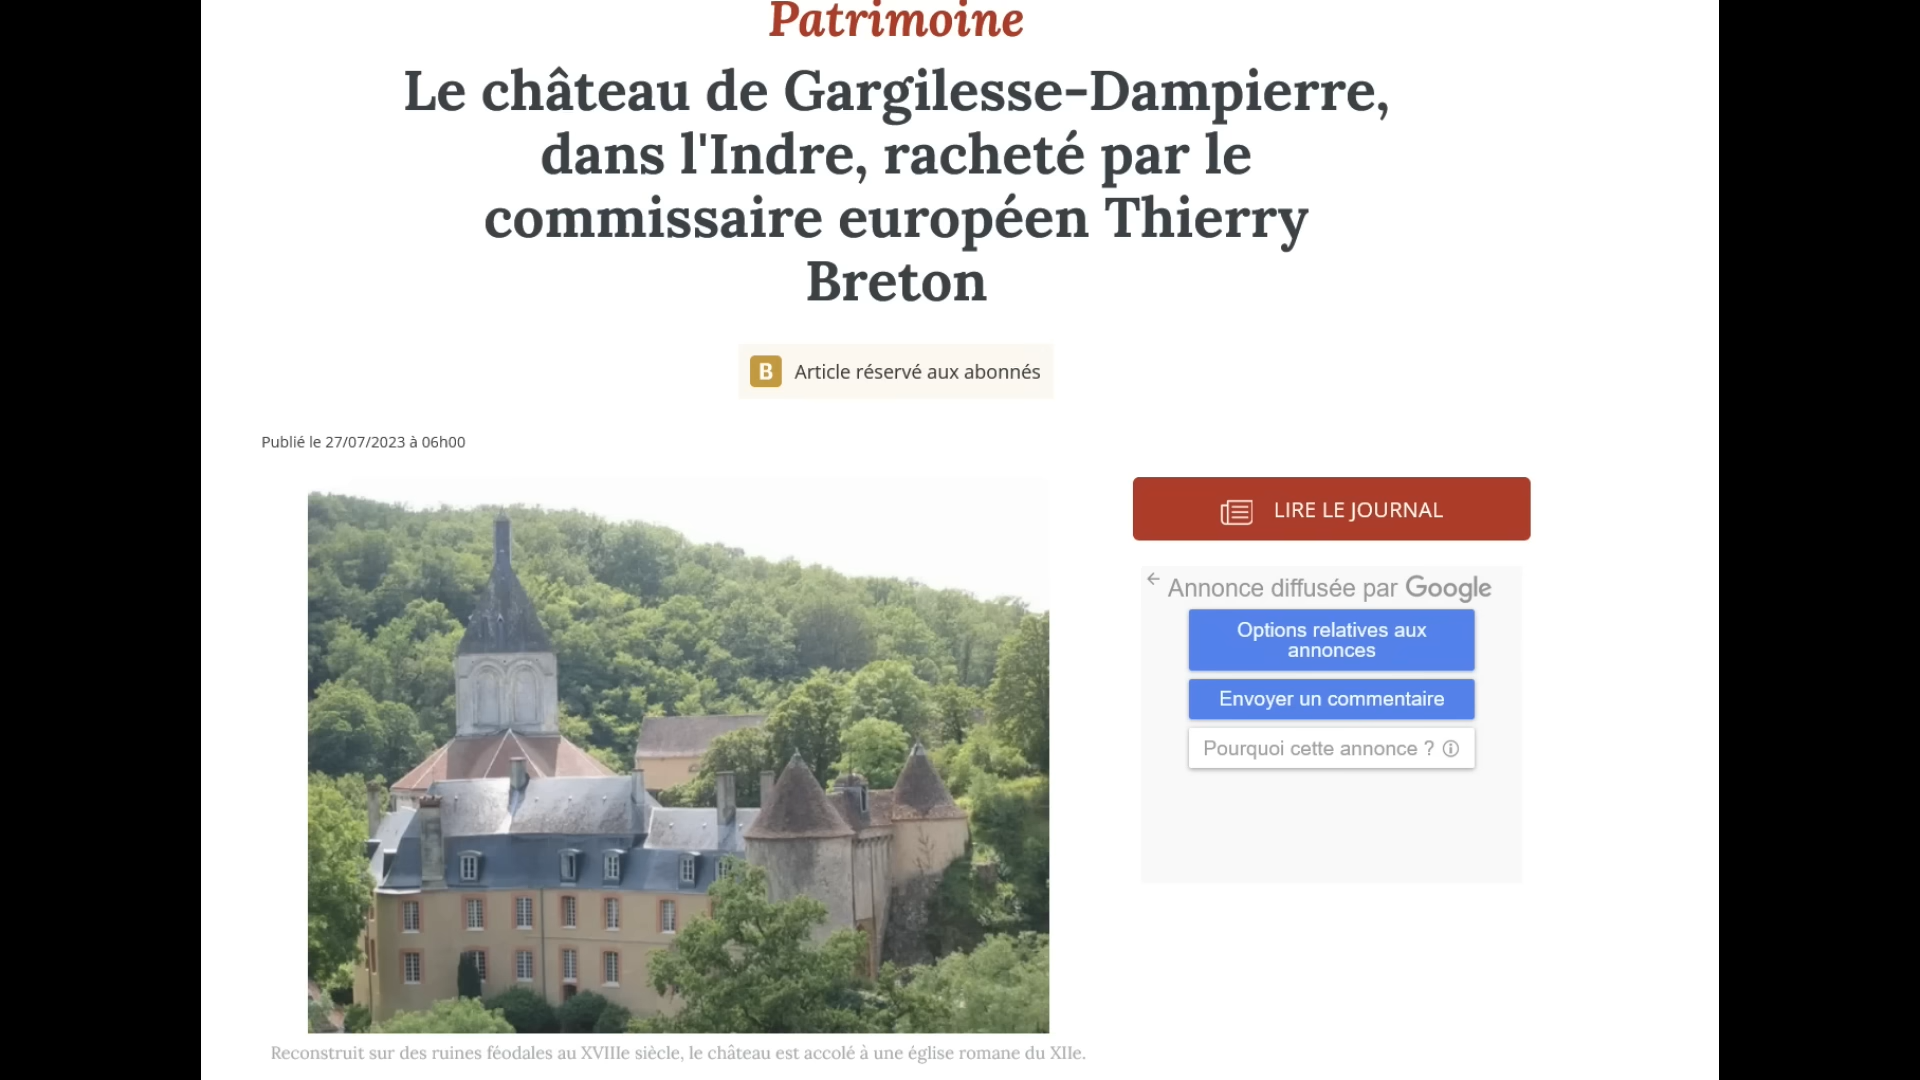 Patrimoine
Le château de Gargilesse-Dampierre,
dans l'Indre, racheté par le
commissaire européen Thierry
Breton
B Article réservé aux abonnés
Publié le 27/07/2023 à 06h00
LIRE LE JOURNAL
Annonce diffusée par Google
Options relatives aux
annonces
Envoyer un commentaire
Pourquoi cette annonce ?
Reconstruit sur des ruines féodales au XVIIIe siècle, le château est accolé à une église romane du XIIe.